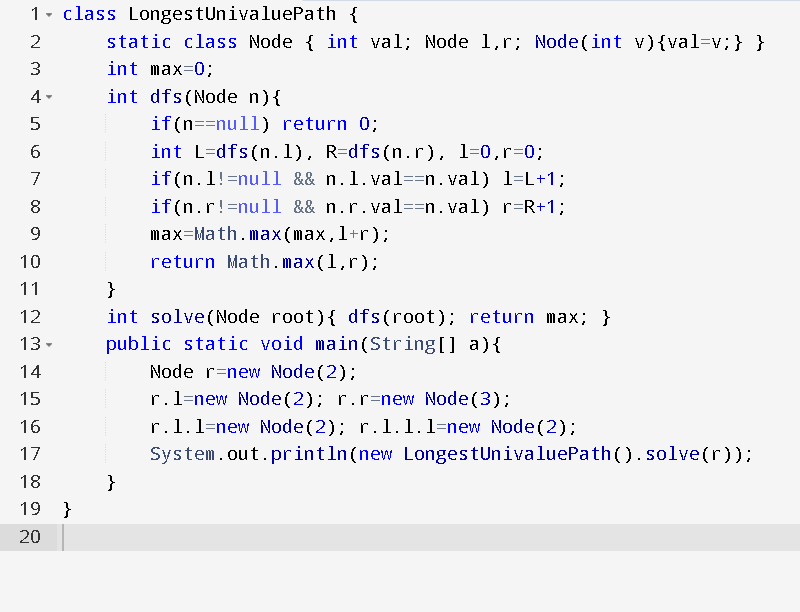 1 class LongestUnivaluePath {
2     static class Node { int val; Node l,r; Node(int v){val=v;} }
3     int max=0;
4     int dfs(Node n){
5         if(n==null) return 0;
6         int L=dfs(n.l), R=dfs(n.r), l=0,r=0;
7         if(n.l!=null && n.l.val==n.val) l=L+1;
8         if(n.r!=null && n.r.val==n.val) r=R+1;
9         max=Math.max(max,l+r);
10         return Math.max(l,r);
11     }
12     int solve(Node root){ dfs(root); return max; }
13     public static void main(String[] a){
14         Node r=new Node(2);
15         r.l=new Node(2); r.r=new Node(3);
16         r.l.l=new Node(2); r.l.l.l=new Node(2);
17         System.out.println(new LongestUnivaluePath().solve(r));
18     }
19 }
20